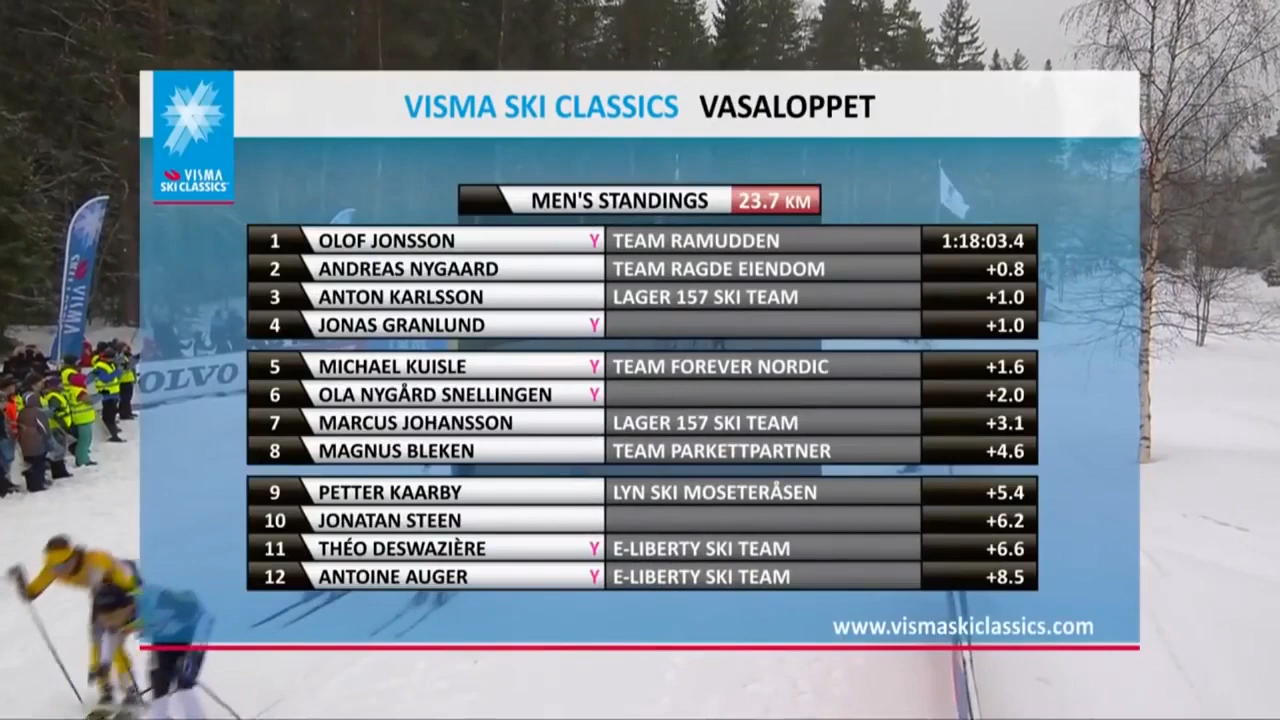 VISMA SKI CLASSICS VASALOPPET
VISMA
SKI CLASSICS
MEN'S STANDINGS 23.7 KM
1 OLOF JONSSON Y TEAM RAMUDDEN 1:18:03.4
2 ANDREAS NYGAARD TEAM RAGDE EIENDOM +0.8
3 ANTON KARLSSON LAGER 157 SKI TEAM +1.0
4 JONAS GRANLUND Y +1.0
5 MICHAEL KUISLE Y TEAM FOREVER NORDIC +1.6
6 OLA NYGÅRD SNELLINGEN Y +2.0
7 MARCUS JOHANSSON LAGER 157 SKI TEAM +3.1
8 MAGNUS BLEKEN TEAM PARKETTPARTNER +4.6
9 PETTER KAARBY LYN SKI MOSETERÅSEN +5.4
10 JONATAN STEEN +6.2
11 THÉO DESWAZIÈRE Y E-LIBERTY SKI TEAM +6.6
12 ANTOINE AUGER Y E-LIBERTY SKI TEAM +8.5
www.vismaskiclassics.com
VISMA
VOLVO